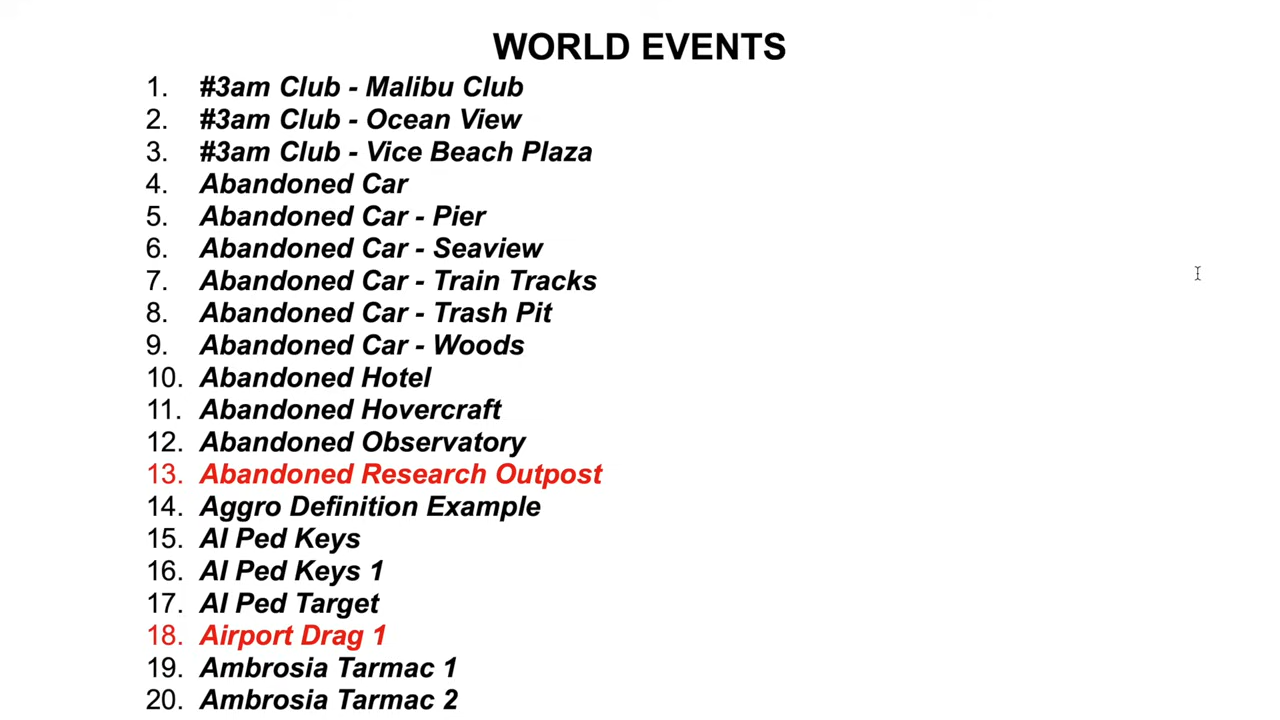 WORLD EVENTS
1. #3am Club - Malibu Club
2. #3am Club - Ocean View
3. #3am Club - Vice Beach Plaza
4. Abandoned Car
5. Abandoned Car - Pier
6. Abandoned Car - Seaview
7. Abandoned Car - Train Tracks
8. Abandoned Car - Trash Pit
9. Abandoned Car - Woods
10. Abandoned Hotel
11. Abandoned Hovercraft
12. Abandoned Observatory
13. Abandoned Research Outpost
14. Aggro Definition Example
15. AI Ped Keys
16. AI Ped Keys 1
17. AI Ped Target
18. Airport Drag 1
19. Ambrosia Tarmac 1
20. Ambrosia Tarmac 2